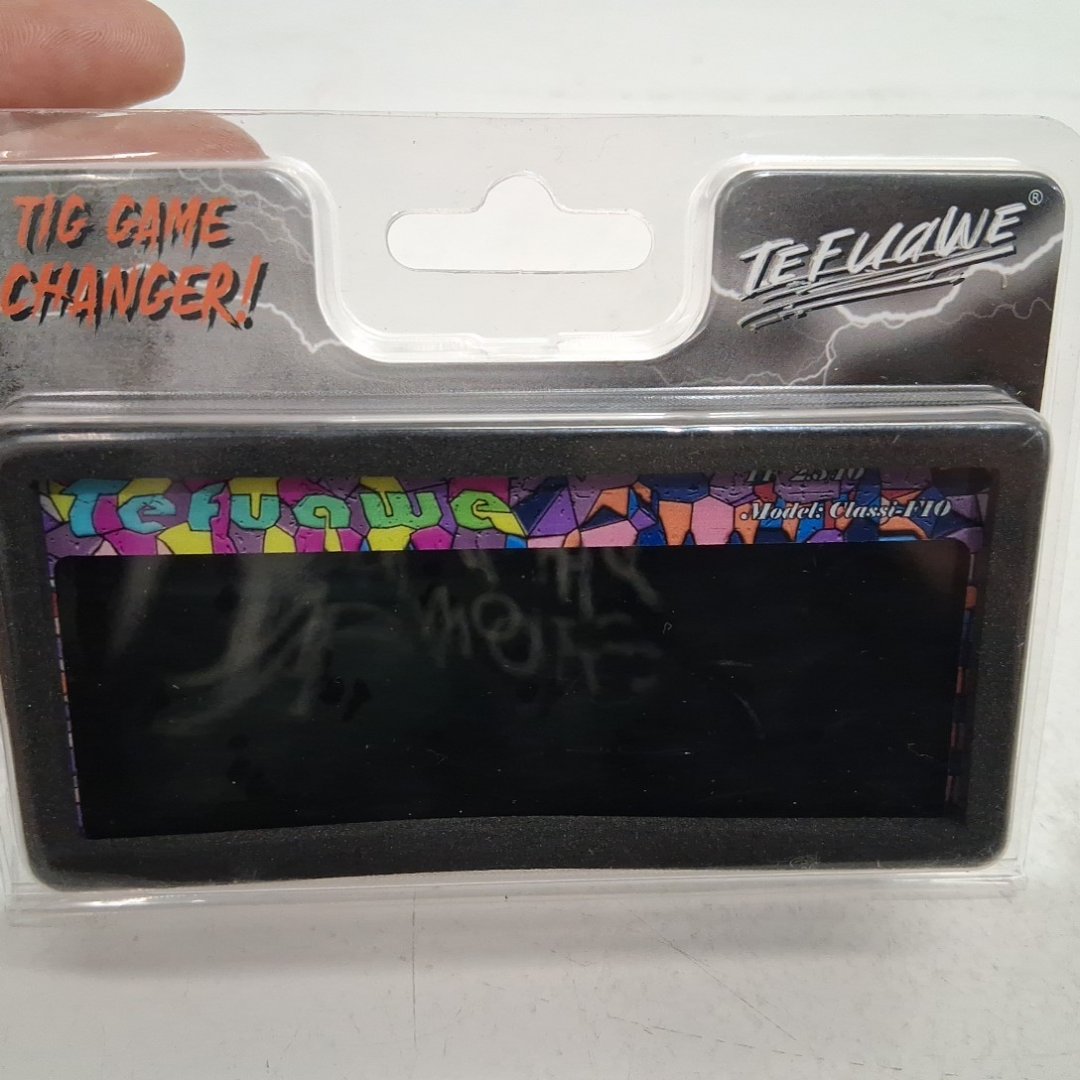 TIG GAME
CHANGER!
TEFUAWE®
Tefuawe
Model: Classi-F10